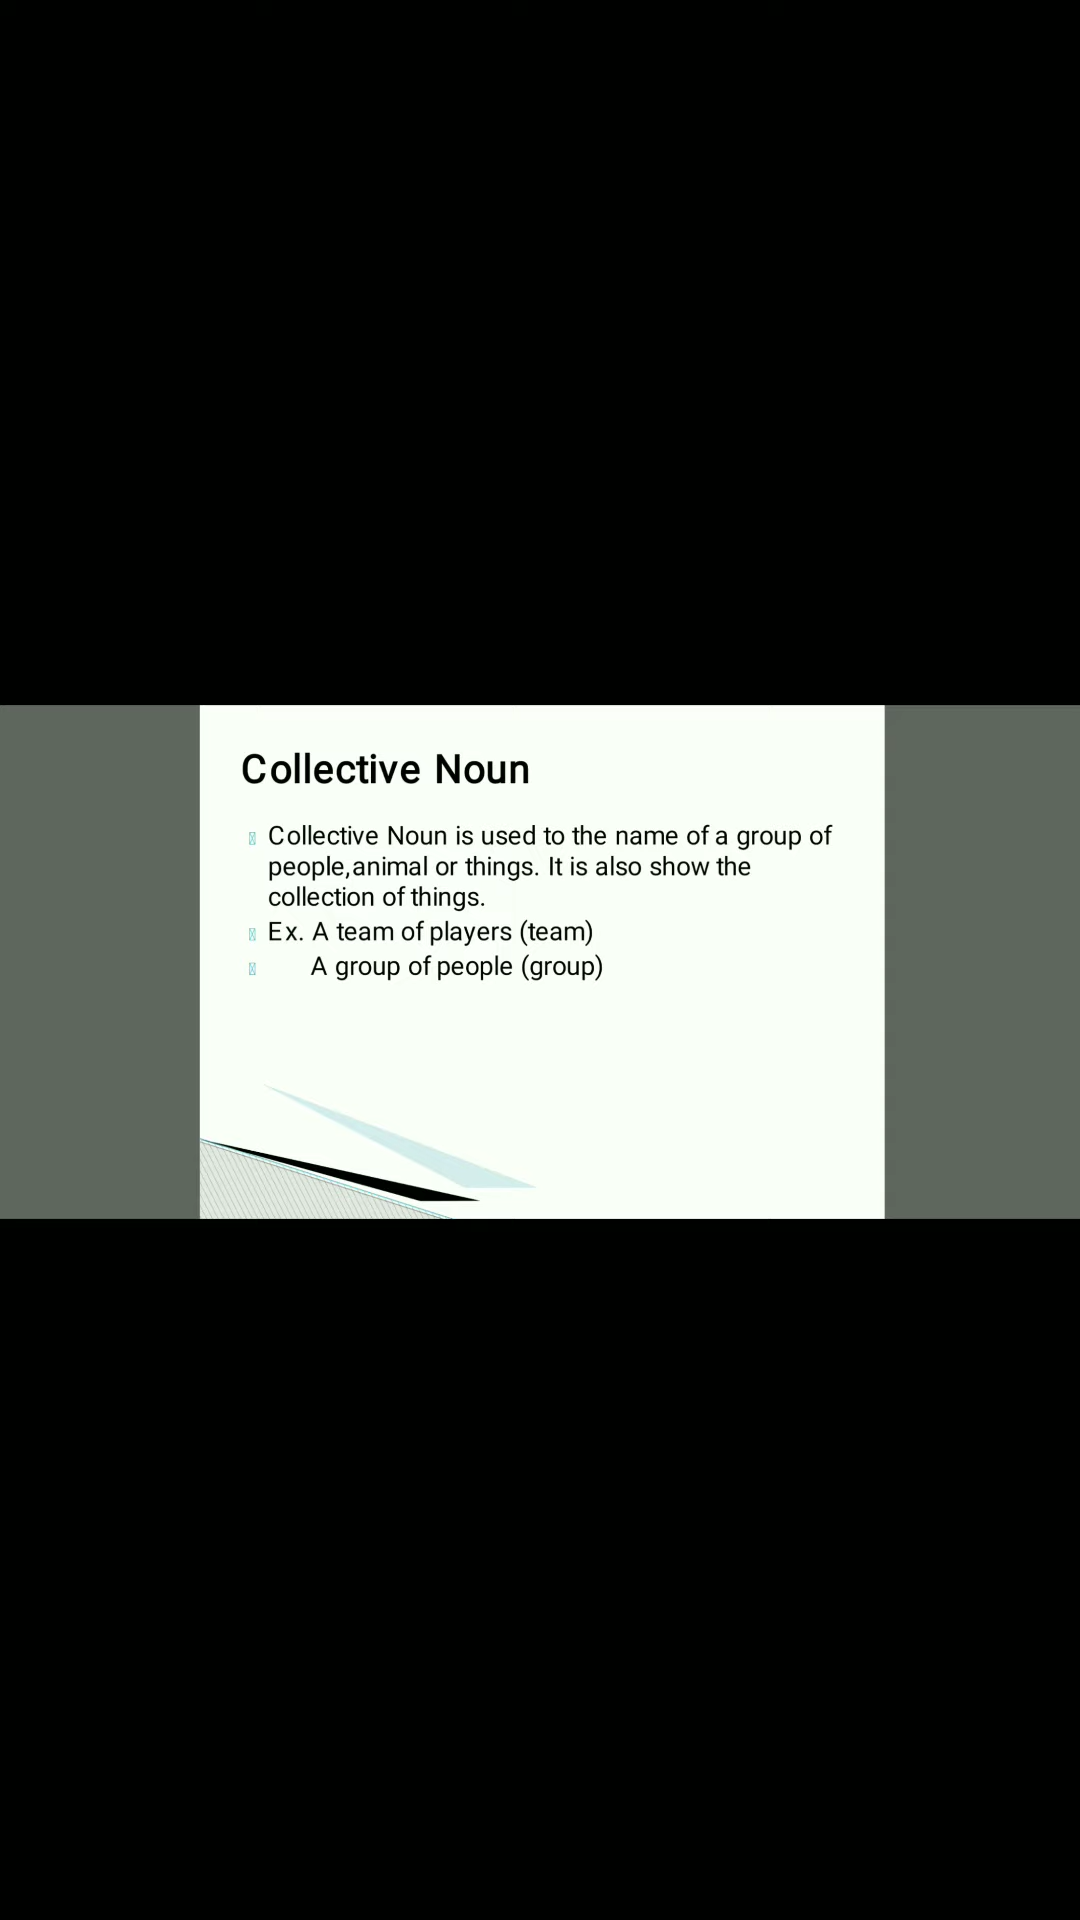 Collective Noun
Collective Noun is used to the name of a group of
people,animal or things. It is also show the
collection of things.
Ex. A team of players (team)
A group of people (group)